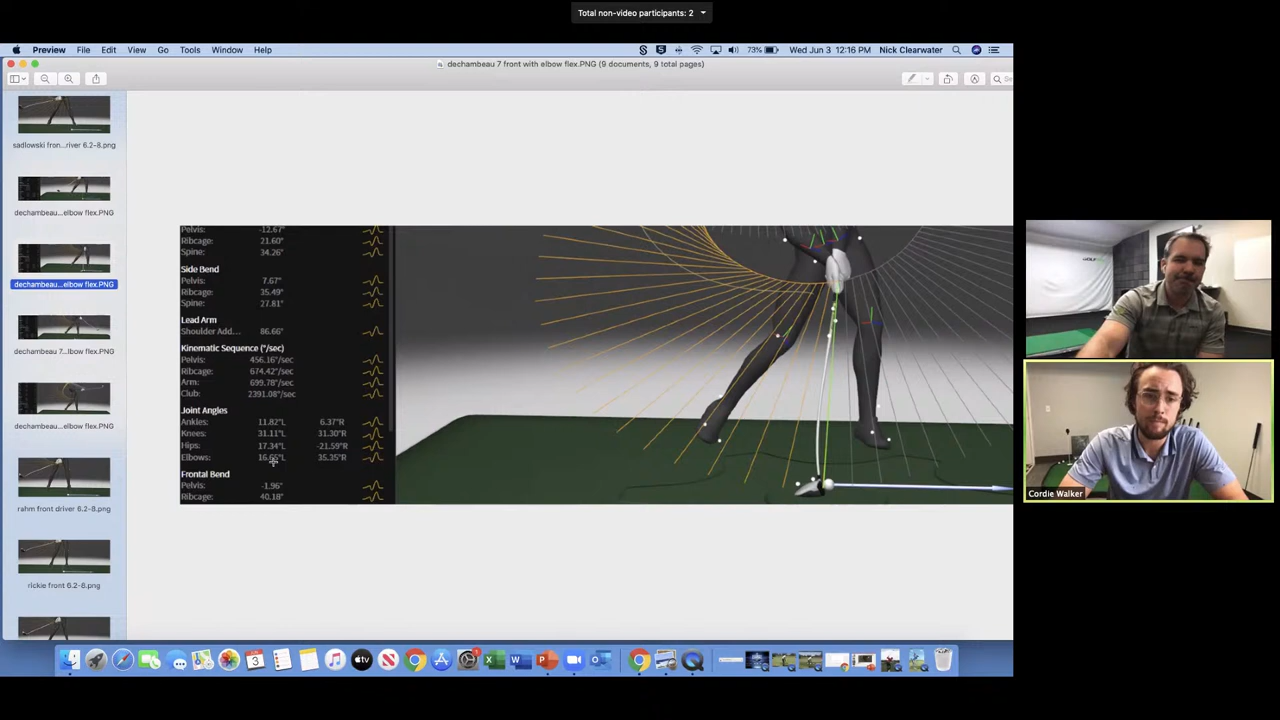 Total non-video participants: 2
Preview File Edit View Go Tools Window Help
73% Wed Jun 3 12:16 PM Nick Clearwater
dechambeau 7 front with elbow flex.PNG (9 documents, 9 total pages)
sadlowski fron...river 6.2-8.png
dechambeau...elbow flex.PNG
dechambeau...elbow flex.PNG
dechambeau 7...elbow flex.PNG
dechambeau...elbow flex.PNG
rahm front driver 6.2-8.png
rickie front 6.2-8.png
Pelvis: -12.67°
Ribcage: 21.60°
Spine: 34.26°
Side Bend
Pelvis: 7.67°
Ribcage: 35.49°
Spine: 27.81°
Lead Arm
Shoulder Add... 86.66°
Kinematic Sequence (°/sec)
Pelvis: 456.16°/sec
Ribcage: 674.42°/sec
Arm: 699.78°/sec
Club: 2391.08°/sec
Joint Angles
Ankles: 11.82°L 6.37°R
Knees: 31.11°L 31.30°R
Hips: 17.34°L -21.59°R
Elbows: 35.35°R
Frontal Bend
Pelvis: -1.96°
Ribcage: 40.18°
Cordie Walker